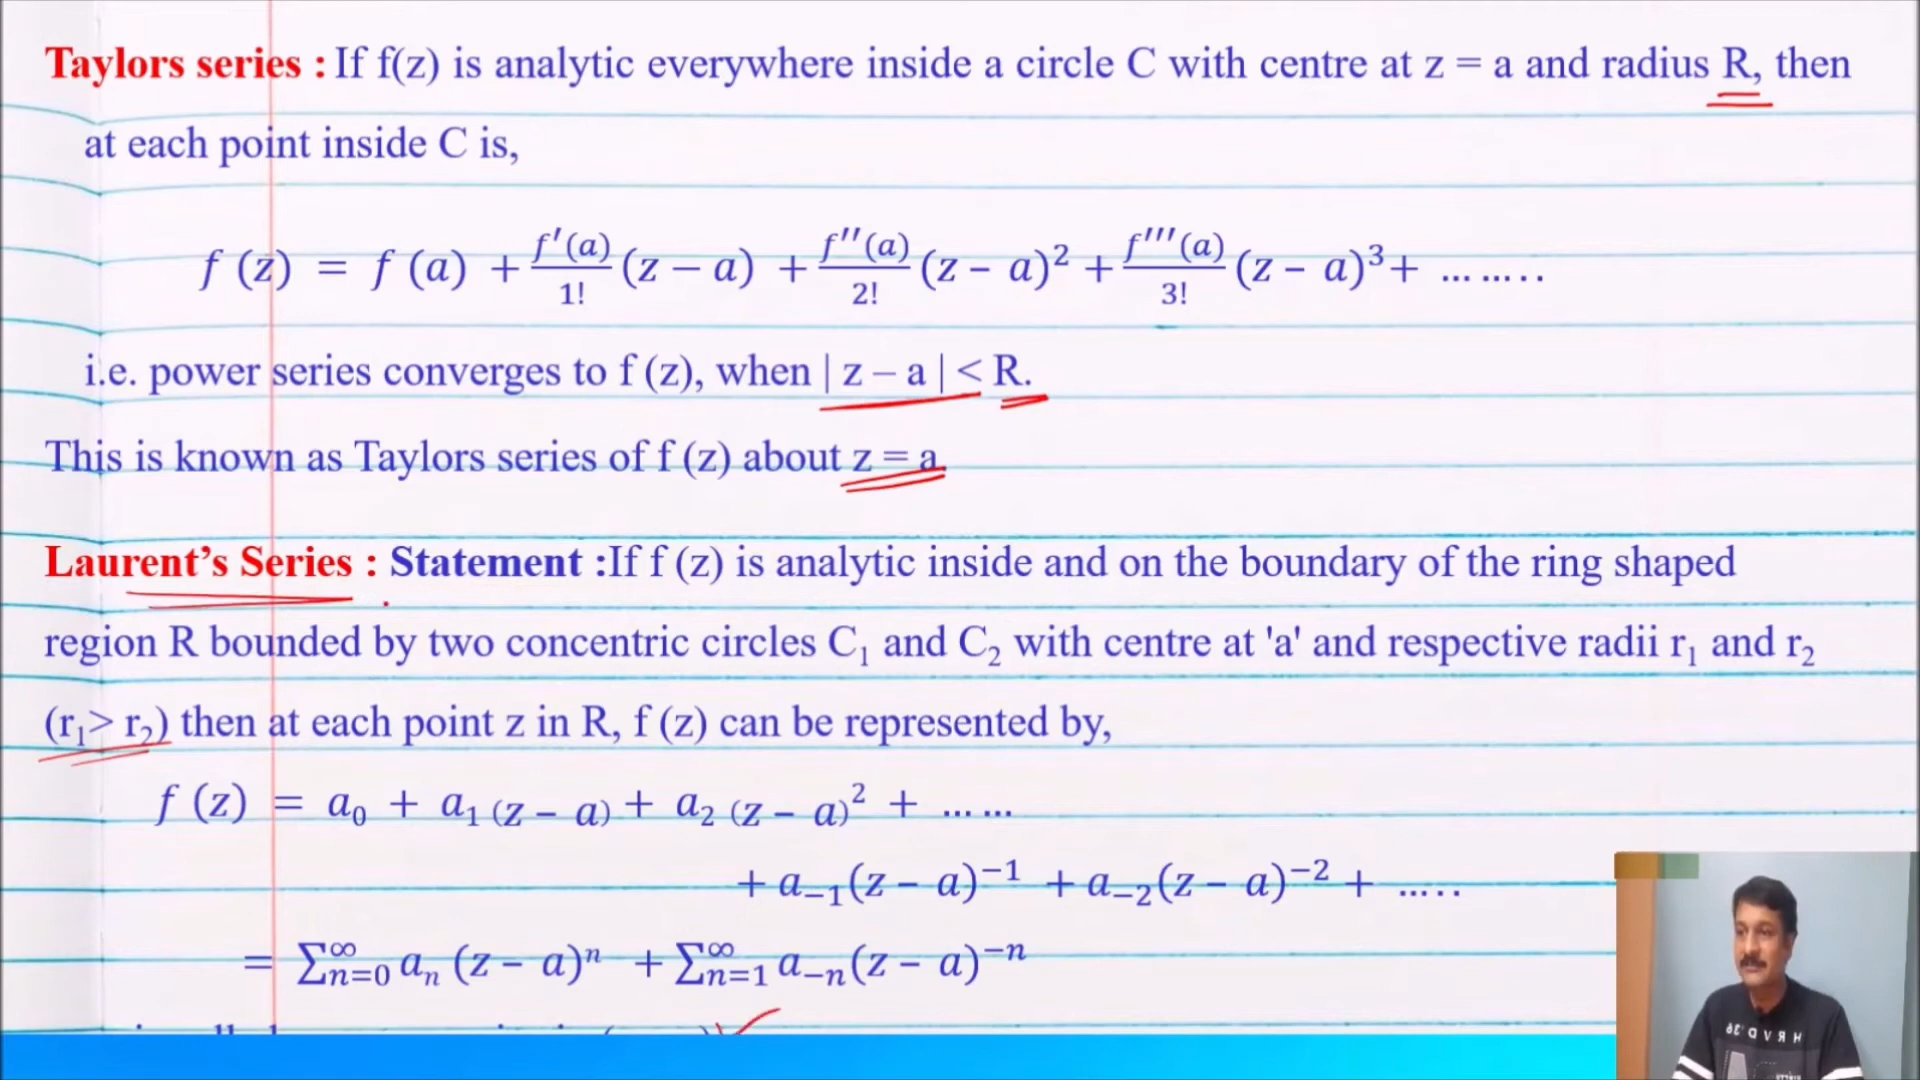 Taylors series : If f(z) is analytic everywhere inside a circle C with centre at z = a and radius R, then
at each point inside C is,
f (z) = f (a) + f′(a)/1! (z − a) + f′′(a)/2! (z − a)² + f′′′(a)/3! (z − a)³ + ... ... . .
i.e. power series converges to f (z), when | z – a | < R.
This is known as Taylors series of f (z) about z = a.
Laurent’s Series : Statement :If f (z) is analytic inside and on the boundary of the ring shaped
region R bounded by two concentric circles C₁ and C₂ with centre at 'a' and respective radii r₁ and r₂
(r₁> r₂) then at each point z in R, f (z) can be represented by,
f (z) = a₀ + a₁ (z − a) + a₂ (z − a)² + ... ...
+ a₋₁(z − a)⁻¹ + a₋₂(z − a)⁻² + ... . .
= ∑ₙ₌₀^∞ aₙ (z − a)ⁿ + ∑ₙ₌₁^∞ a₋ₙ(z − a)⁻ⁿ